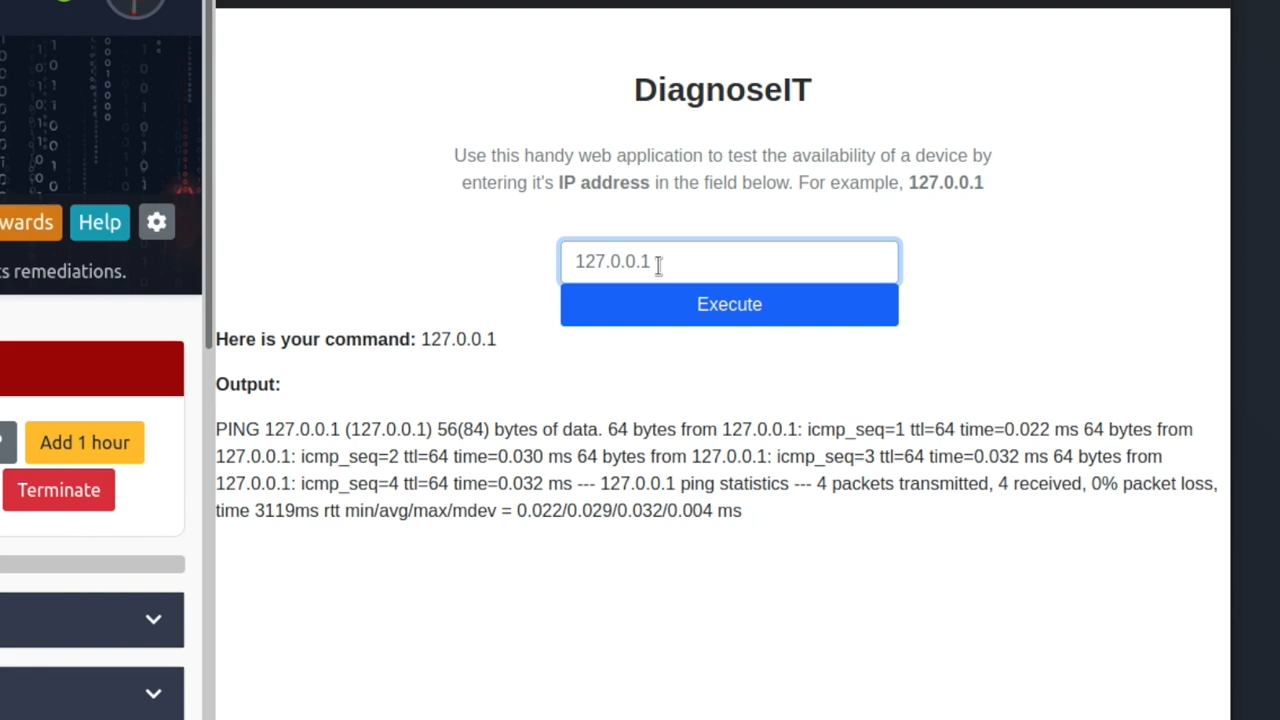 DiagnoseIT
Use this handy web application to test the availability of a device by
entering it's IP address in the field below. For example, 127.0.0.1
wards
Help
s remediations.
127.0.0.1
Execute
Here is your command: 127.0.0.1
Output:
Add 1 hour
Terminate
PING 127.0.0.1 (127.0.0.1) 56(84) bytes of data. 64 bytes from 127.0.0.1: icmp_seq=1 ttl=64 time=0.022 ms 64 bytes from
127.0.0.1: icmp_seq=2 ttl=64 time=0.030 ms 64 bytes from 127.0.0.1: icmp_seq=3 ttl=64 time=0.032 ms 64 bytes from
127.0.0.1: icmp_seq=4 ttl=64 time=0.032 ms --- 127.0.0.1 ping statistics --- 4 packets transmitted, 4 received, 0% packet loss,
time 3119ms rtt min/avg/max/mdev = 0.022/0.029/0.032/0.004 ms